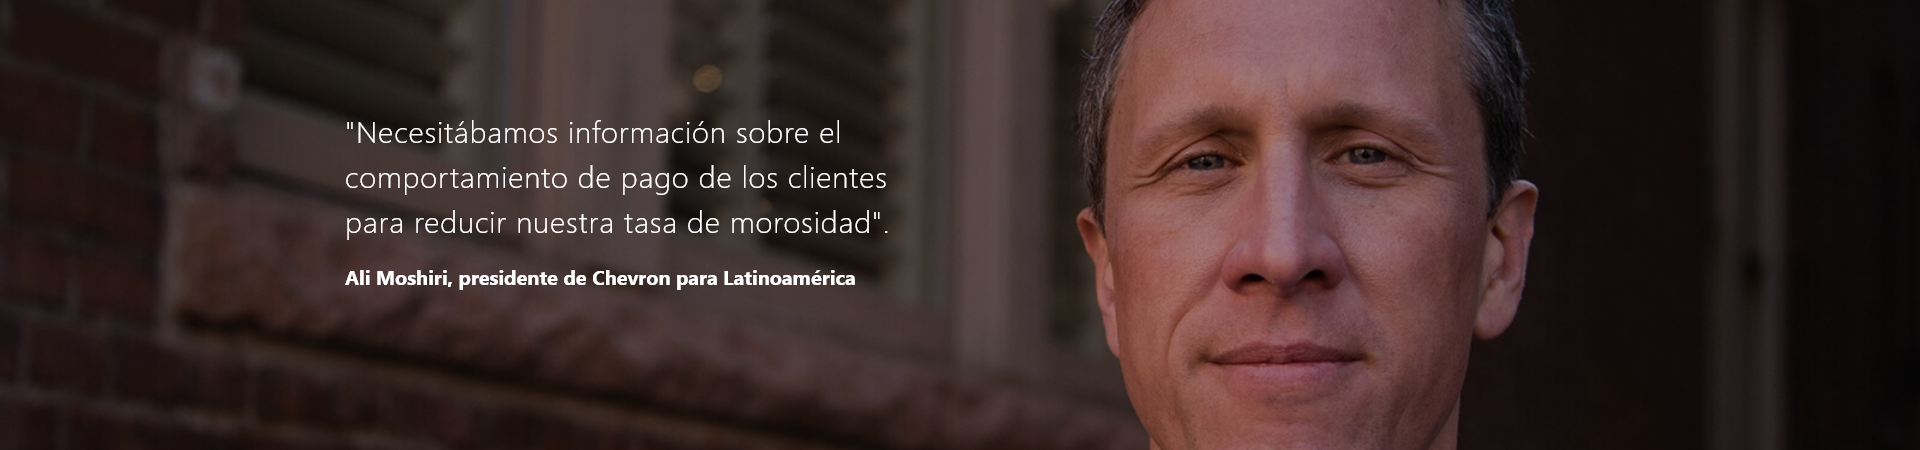 "Necesitábamos información sobre el
comportamiento de pago de los clientes
para reducir nuestra tasa de morosidad".
Ali Moshiri, presidente de Chevron para Latinoamérica